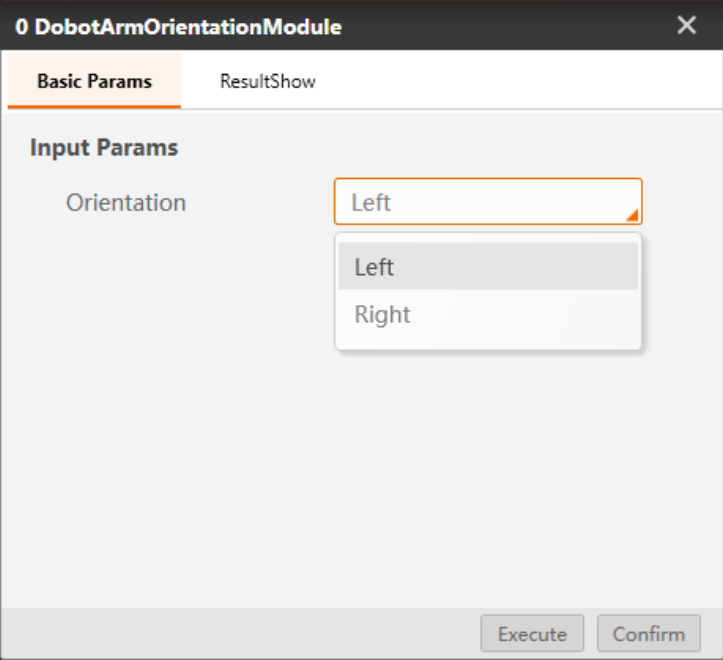 0 DobotArmOrientationModule
Basic Params ResultShow
Input Params
Orientation Left
Left
Right
Execute Confirm